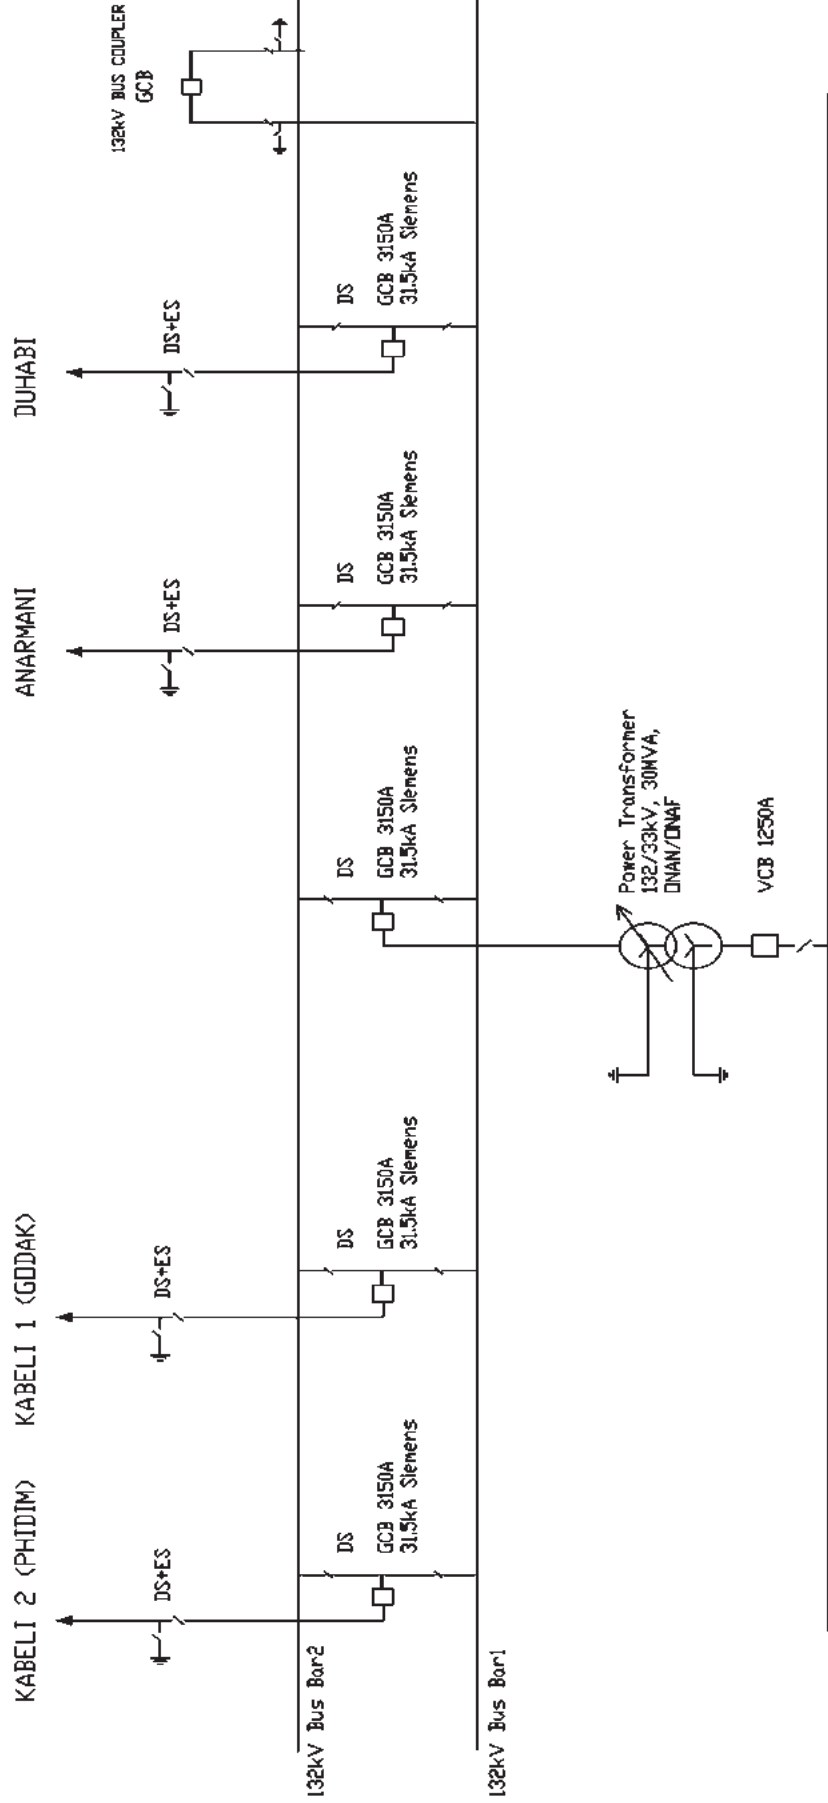 KABELI 2 (PHIDIM)
KABELI 1 (GODAK)
ANARMANI
DUHABI
132kV BUS COUPLER
GCB
DS+ES
DS+ES
DS+ES
DS+ES
132kV Bus Bar2
DS
GCB 3150A
31.5kA Siemens
DS
GCB 3150A
31.5kA Siemens
DS
GCB 3150A
31.5kA Siemens
DS
GCB 3150A
31.5kA Siemens
DS
GCB 3150A
31.5kA Siemens
132kV Bus Bar1
Power Transformer
132/33kV, 30MVA,
ONAN/ONAF
VCB 1250A